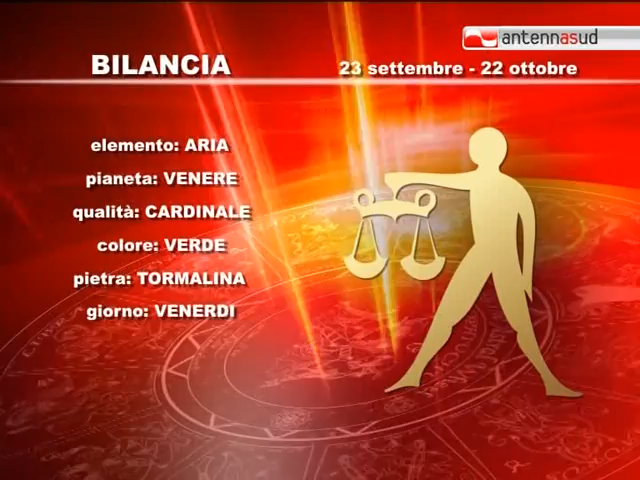 antennasud
BILANCIA
23 settembre - 22 ottobre
elemento: ARIA
pianeta: VENERE
qualità: CARDINALE
colore: VERDE
pietra: TORMALINA
giorno: VENERDI